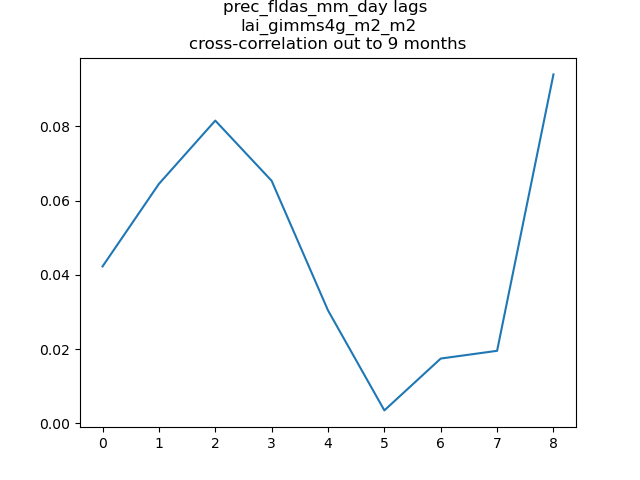 prec_fldas_mm_day lags
lai_gimms4g_m2_m2
cross-correlation out to 9 months
0.08
0.06
0.04
0.02
0.00
0 1 2 3 4 5 6 7 8